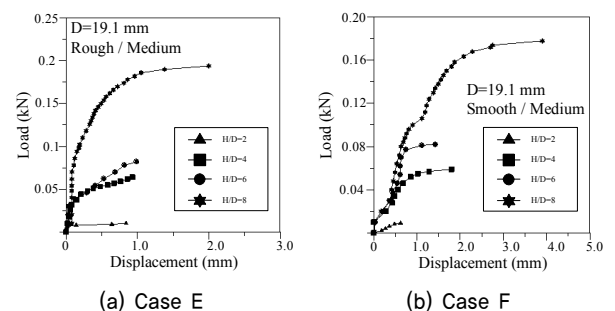 D=19.1 mm
Rough / Medium
Load (kN)
0.25
0.2
0.15
0.1
0.05
0
H/D=2
H/D=4
H/D=6
H/D=8
0 1.0 2.0 3.0
Displacement (mm)
(a) Case E
D=19.1 mm
Smooth / Medium
Load (kN)
0.20
0.16
0.12
0.08
0.04
0
H/D=2
H/D=4
H/D=6
H/D=8
0 1.0 2.0 3.0 4.0 5.0
Displacement (mm)
(b) Case F